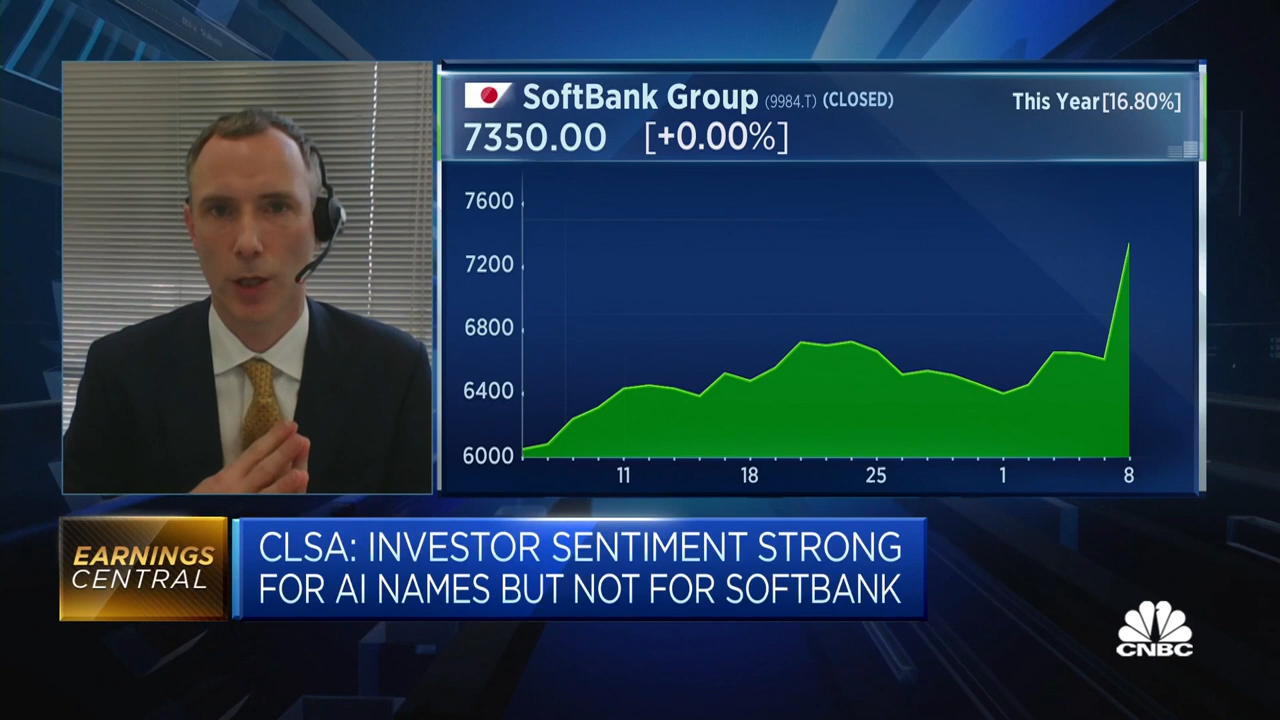 SoftBank Group (9984.T) (CLOSED)
This Year[16.80%]
7350.00 [+0.00%]
7600
7200
6800
6400
6000
11 18 25 1 8
EARNINGS
CENTRAL
CLSA: INVESTOR SENTIMENT STRONG
FOR AI NAMES BUT NOT FOR SOFTBANK
CNBC